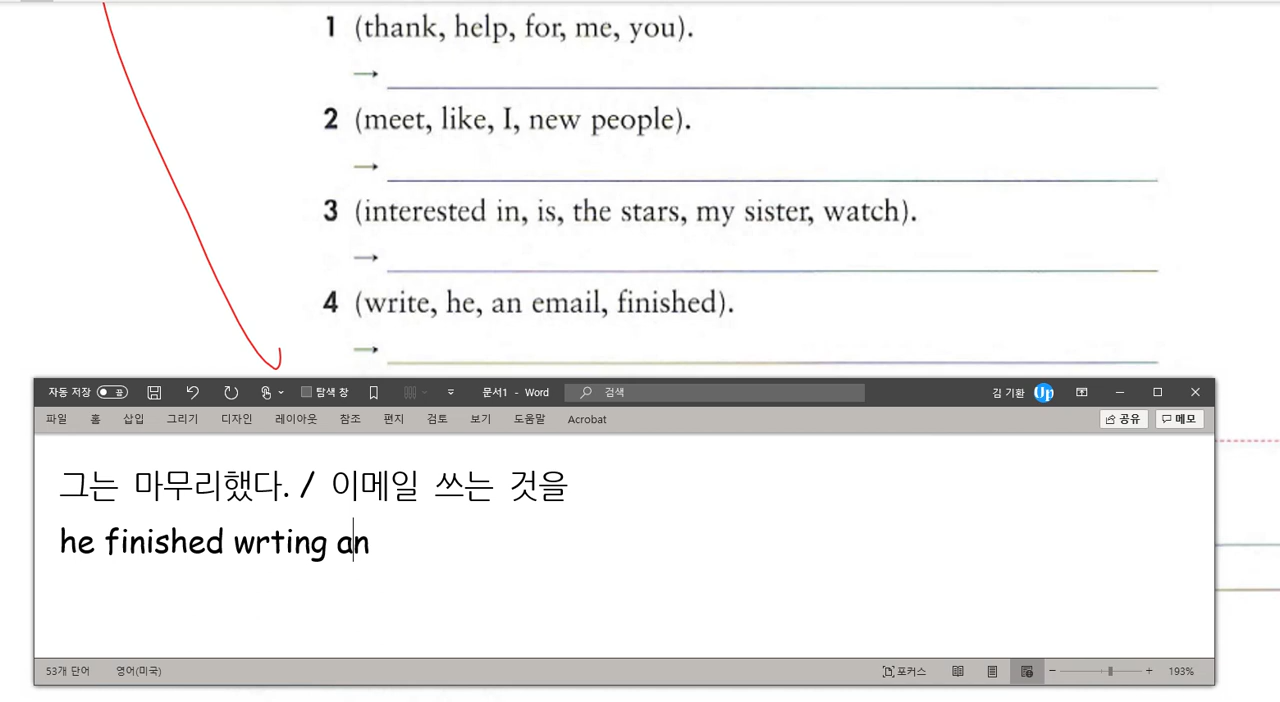 1 (thank, help, for, me, you).
→
2 (meet, like, I, new people).
→
3 (interested in, is, the stars, my sister, watch).
→
4 (write, he, an email, finished).
→
자동 저장 끔 탐색 창 문서1 - Word 검색 김 기환 Up
파일 홈 삽입 그리기 디자인 레이아웃 참조 편지 검토 보기 도움말 Acrobat 공유 메모
그는 마무리했다. / 이메일 쓰는 것을
he finished wrting an
53개 단어 영어(미국) 포커스 193%